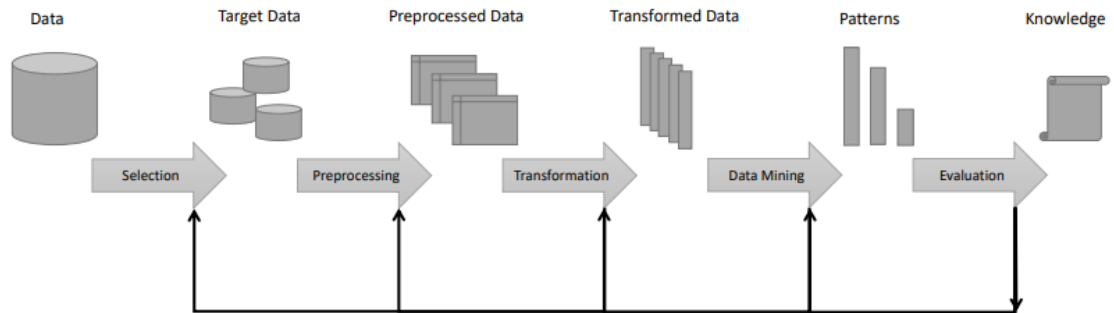 Data
Target Data
Preprocessed Data
Transformed Data
Patterns
Knowledge
Selection
Preprocessing
Transformation
Data Mining
Evaluation